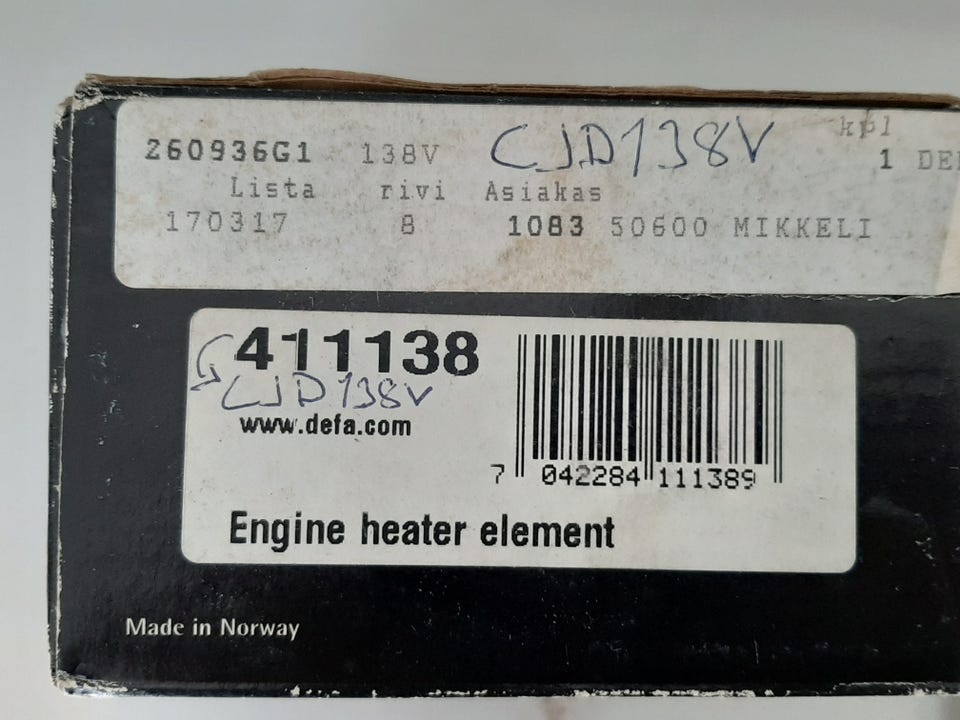 260936G1 138V CJD138V kpl
1 DE
Lista rivi Asiakas
170317 8 1083 50600 MIKKELI
411138
CJD138V
www.defa.com
7 042284 111389
Engine heater element
Made in Norway